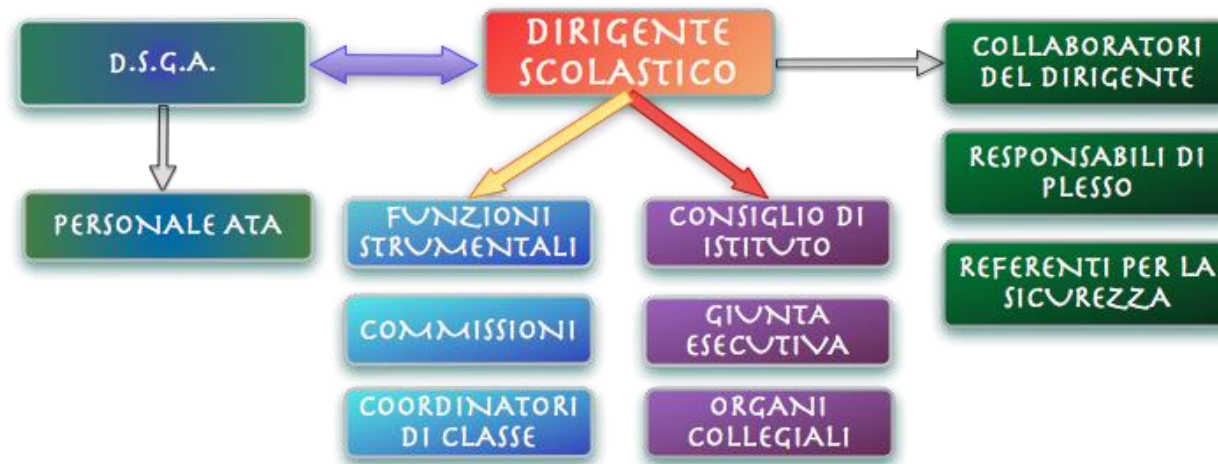 D.S.G.A.
DIRIGENTE
SCOLASTICO
COLLABORATORI
DEL DIRIGENTE
RESPONSABILI DI
PLESSO
REFERENTI PER LA
SICUREZZA
PERSONALE ATA
FUNZIONI
STRUMENTALI
COMMISSIONI
COORDINATORI
DI CLASSE
CONSIGLIO DI
ISTITUTO
GIUNTA
ESECUTIVA
ORGANI
COLLEGIALI